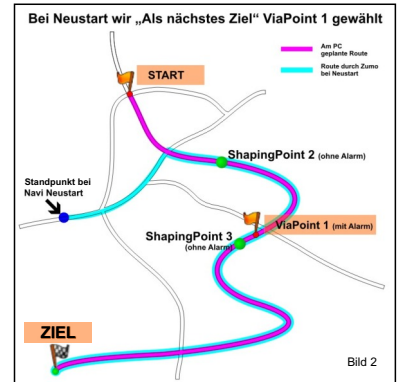 Bei Neustart wir „Als nächstes Ziel“ ViaPoint 1 gewählt
Am PC
geplante Route
Route durch Zumo
bei Neustart
START
ShapingPoint 2 (ohne Alarm)
Standpunkt bei
Navi Neustart
ViaPoint 1 (mit Alarm)
ShapingPoint 3
(ohne Alarm)
ZIEL
Bild 2